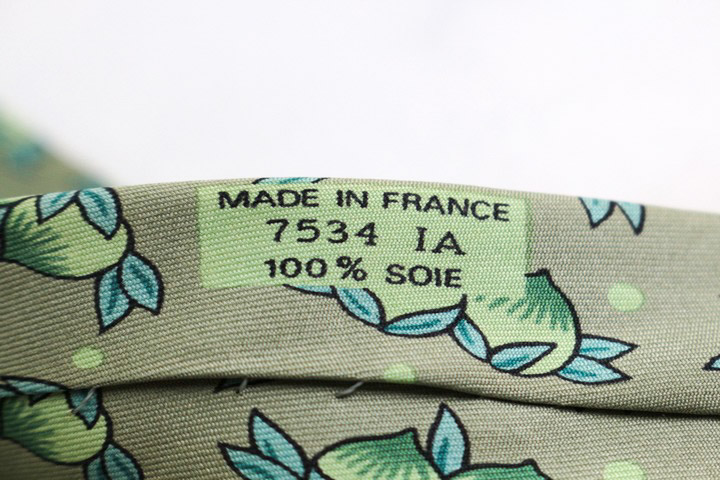 MADE IN FRANCE
7534 IA
100% SOIE